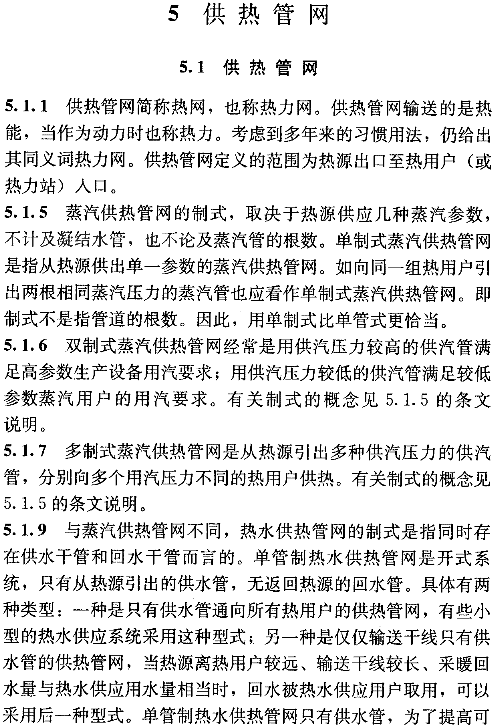 5 供热管网
5.1 供热管网
5.1.1 供热管网简称热网，也称热力网。供热管网输送的是热
能，当作为动力时也称热力。考虑到多年来的习惯用法，仍给出
其同义词热力网。供热管网定义的范围为热源出口至热用户（或
热力站）入口。
5.1.5 蒸汽供热管网的制式，取决于热源供应几种蒸汽参数，
不计及凝结水管，也不论及蒸汽管的根数。单制式蒸汽供热管网
是指从热源供出单一参数的蒸汽供热管网。如向同一组热用户引
出两根相同蒸汽压力的蒸汽管也应看作单制式蒸汽供热管网。即
制式不是指管道的根数。因此，用单制式比单管式更恰当。
5.1.6 双制式蒸汽供热管网经常是用供汽压力较高的供汽管满
足高参数生产设备用汽要求；用供汽压力较低的供汽管满足较低
参数蒸汽用户的用汽要求。有关制式的概念见 5.1.5 的条文
说明。
5.1.7 多制式蒸汽供热管网是从热源引出多种供汽压力的供汽
管，分别向多个用汽压力不同的热用户供热。有关制式的概念见
5.1.5 的条文说明。
5.1.9 与蒸汽供热管网不同，热水供热管网的制式是指同时存
在供水干管和回水干管而言的。单管制热水供热管网是开式系
统，只有从热源引出的供水管，无返回热源的回水管。具体有两
种类型：一种是只有供水管通向所有热用户的供热管网，有些小
型的热水供应系统采用这种型式；另一种是仅仅输送干线只有供
水管的供热管网，当热源离热用户较远、输送干线较长、采暖回
水量与热水供应用水量相当时，回水被热水供应用户取用，可以
采用后一种型式。单管制热水供热管网只有供水管，为了提高可